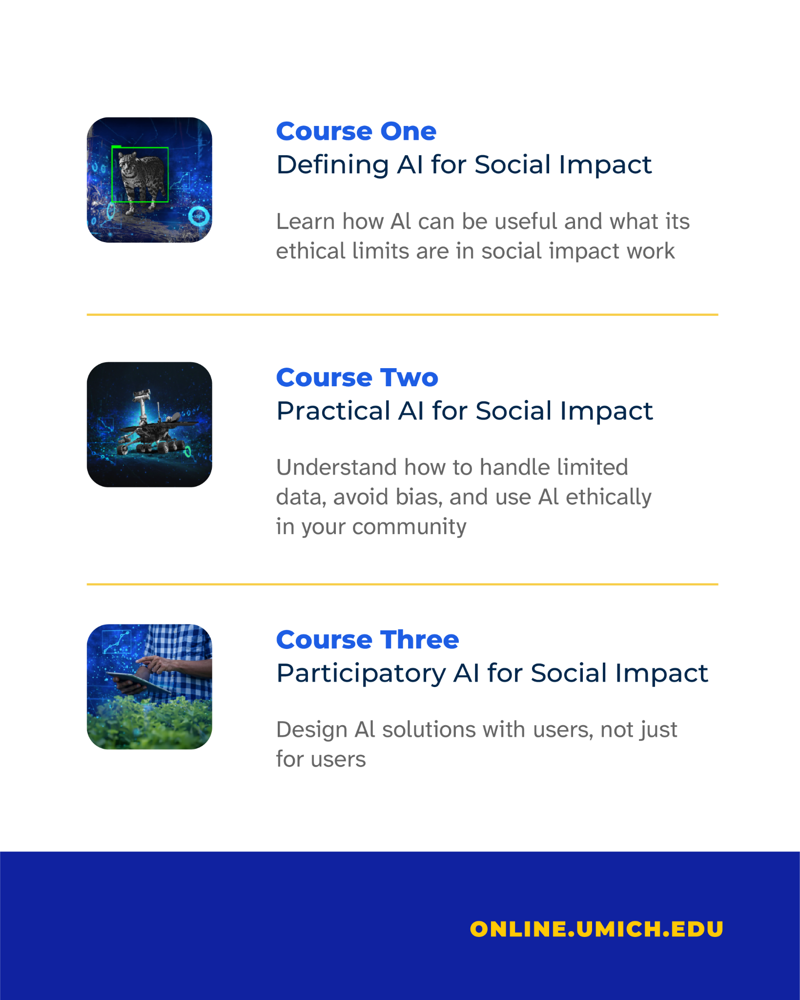 Course One
Defining AI for Social Impact
Learn how AI can be useful and what its
ethical limits are in social impact work
Course Two
Practical AI for Social Impact
Understand how to handle limited
data, avoid bias, and use AI ethically
in your community
Course Three
Participatory AI for Social Impact
Design AI solutions with users, not just
for users
ONLINE.UMICH.EDU